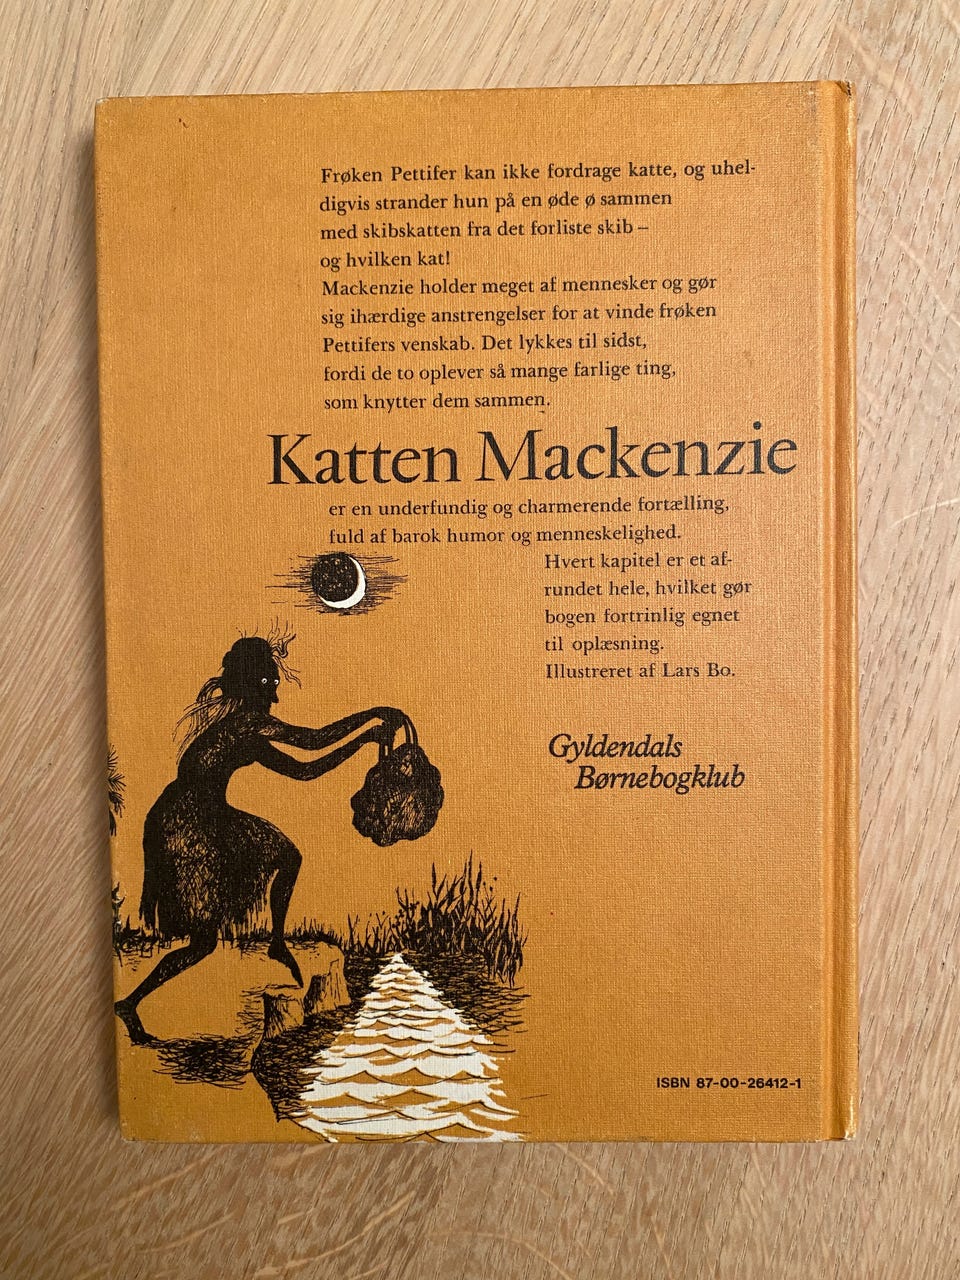 Frøken Pettifer kan ikke fordrage katte, og uhel-
digvis strander hun på en øde ø sammen
med skibskatten fra det forliste skib –
og hvilken kat!
Mackenzie holder meget af mennesker og gør
sig ihærdige anstrengelser for at vinde frøken
Pettifers venskab. Det lykkes til sidst,
fordi de to oplever så mange farlige ting,
som knytter dem sammen.
Katten Mackenzie
er en underfundig og charmerende fortælling,
fuld af barok humor og menneskelighed.
Hvert kapitel er et af-
rundet hele, hvilket gør
bogen fortrinlig egnet
til oplæsning.
Illustreret af Lars Bo.
Gyldendals
Børnebogklub
ISBN 87-00-26412-1